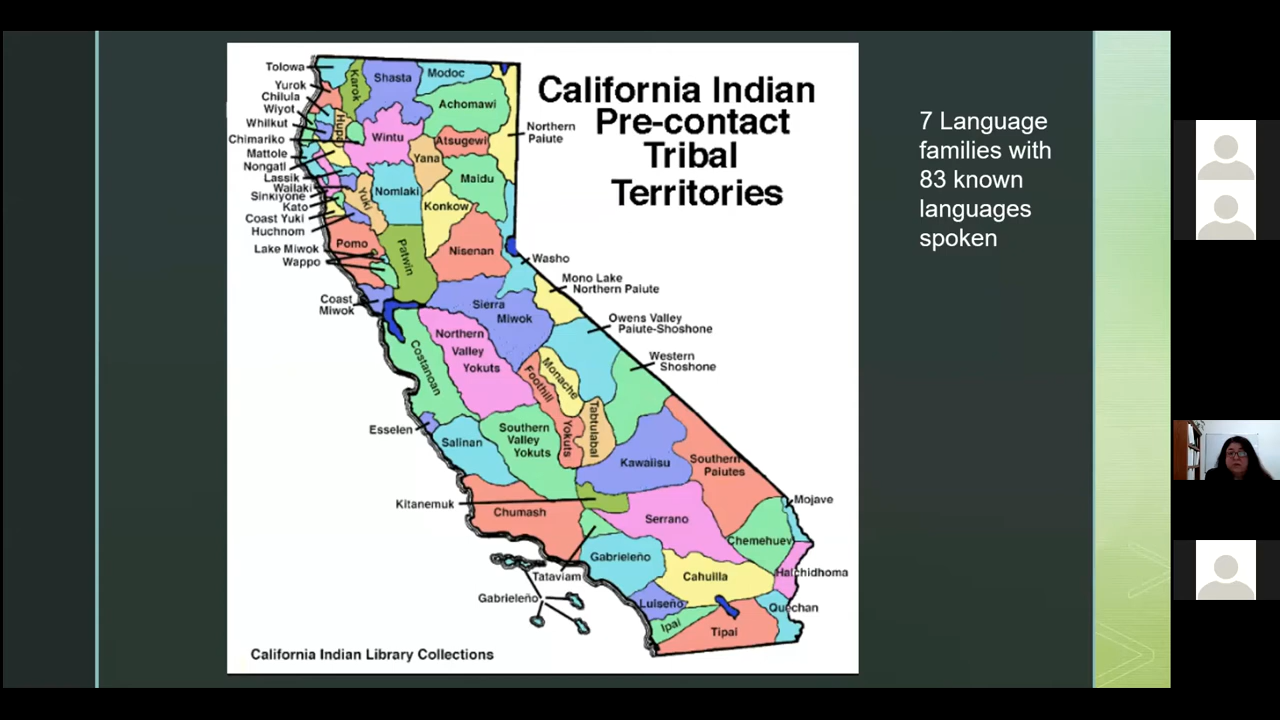 California Indian
Pre-contact
Tribal
Territories
7 Language
families with
83 known
languages
spoken
Tolowa
Yurok
Chilula
Wiyot
Whilkut
Chimariko
Mattole
Nongatl
Lassik
Wailaki
Sinkiyone
Kato
Coast Yuki
Huchnom
Lake Miwok
Wappo
Coast
Miwok
Karok
Shasta
Modoc
Achomawi
Hupa
Wintu
Atsugewi
Northern
Paiute
Yana
Maidu
Nomlaki
Yuki
Konkow
Pomo
Patwin
Nisenan
Washo
Mono Lake
Northern Paiute
Sierra
Miwok
Owens Valley
Paiute-Shoshone
Northern
Valley
Yokuts
Costanoan
Western
Shoshone
Monache
Foothill
Yokuts
Tabtulabal
Esselen
Salinan
Southern
Valley
Yokuts
Kawaiisu
Southern
Paiutes
Kitanemuk
Chumash
Serrano
Mojave
Chemehuevi
Gabrieleño
Tataviam
Cahuilla
Halchidhoma
Gabrieleño
Luiseño
Quechan
Ipai
Tipai
California Indian Library Collections